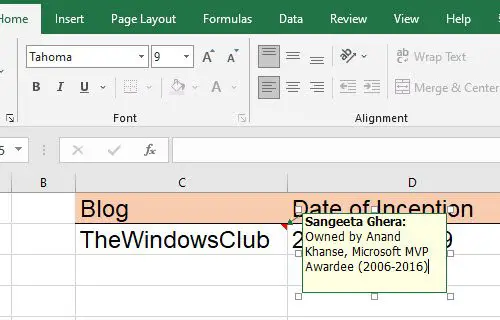 Home Insert Page Layout Formulas Data Review View
Tahoma 9 A A ab Wrap Text
B I U A Merge & Center
Font Alignment
5 fx
B C D
Blog Date of Inception
TheWindowsClub 2 9
Sangeeta Ghera:
Owned by Anand
Khanse, Microsoft MVP
Awardee (2006-2016)